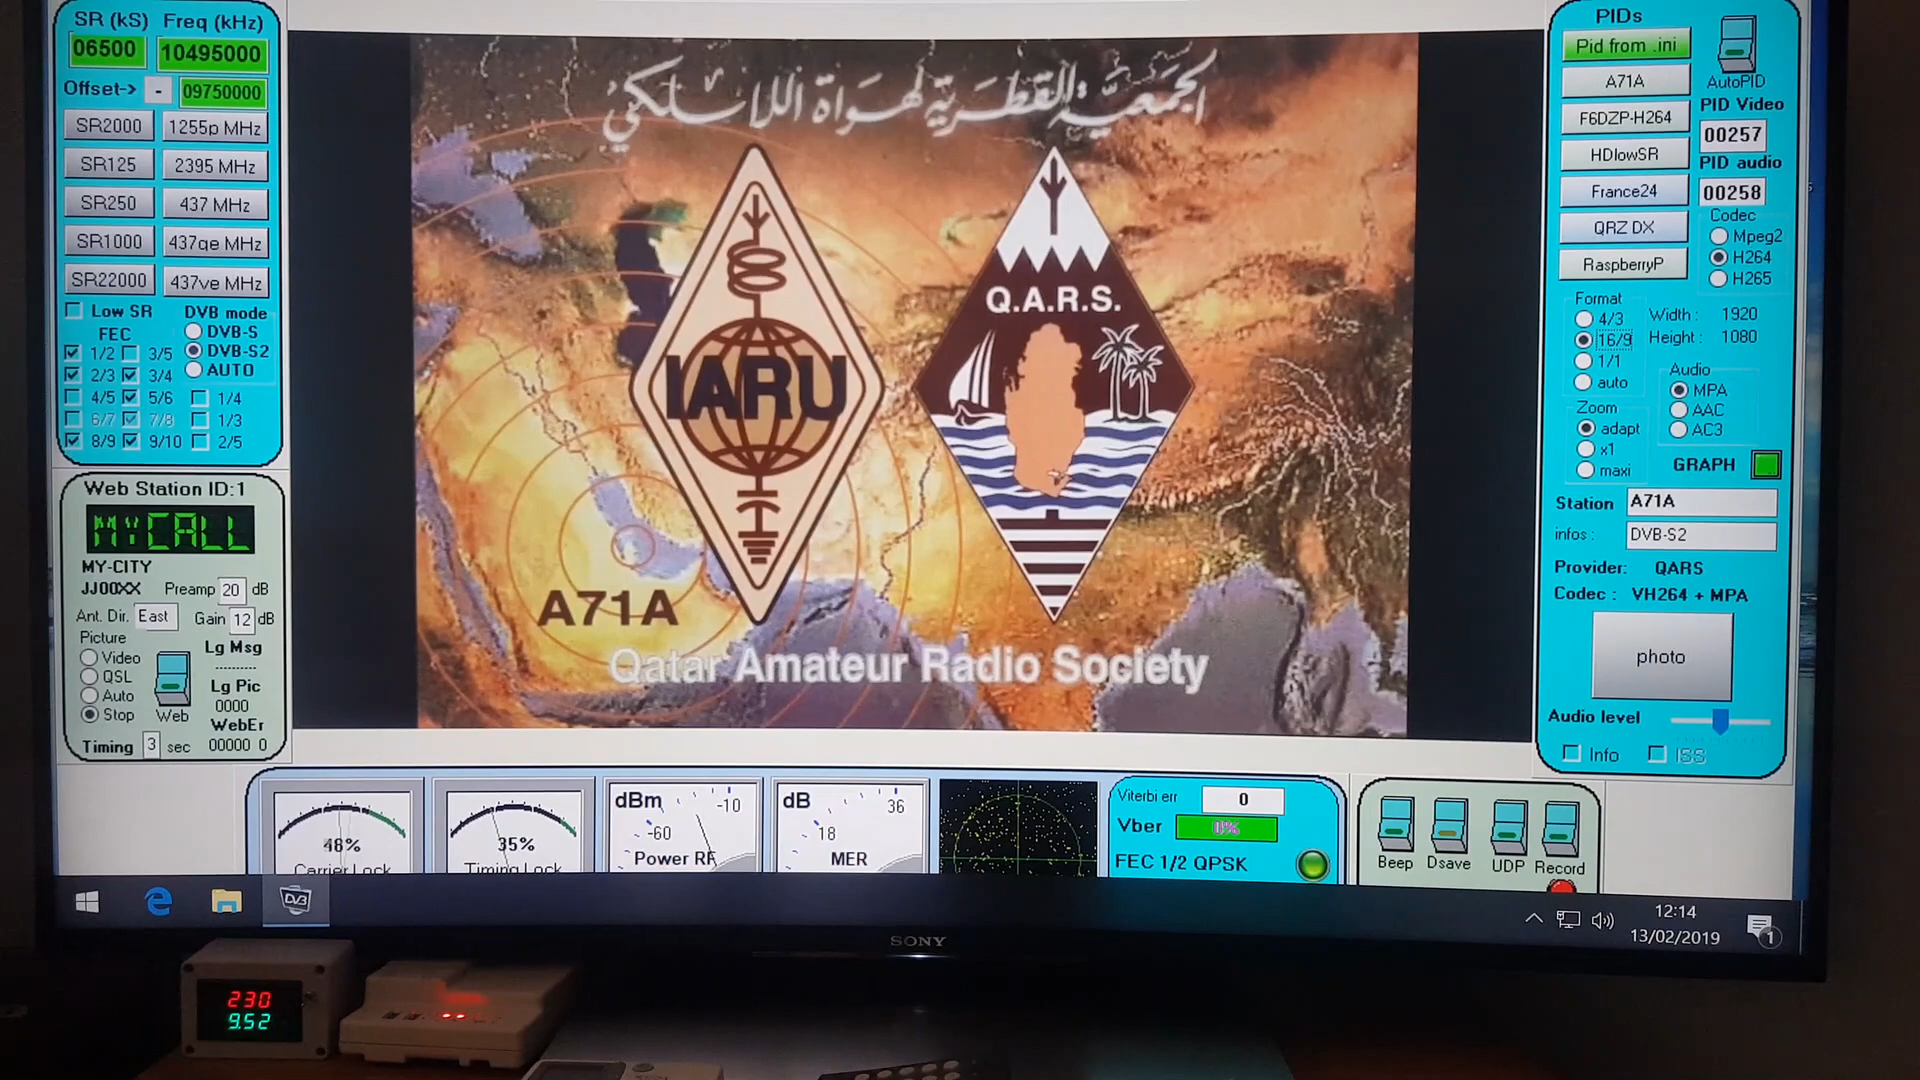 SR (kS) Freq (kHz)
06500 10495000
Offset-> - 09750000
SR2000 1255p MHz
SR125 2395 MHz
SR250 437 MHz
SR1000 437qe MHz
SR22000 437ve MHz
Low SR DVB mode
FEC DVB-S
1/2 3/5 DVB-S2
2/3 3/4 AUTO
4/5 5/6 1/4
6/7 7/8 1/3
8/9 9/10 2/5
Web Station ID:1
MYCALL
MY-CITY
JJ00XX Preamp 20 dB
Ant. Dir. East Gain 12 dB
Picture
Video
QSL
Auto
Stop
Web
Lg Msg
----------
Lg Pic
0000
WebEr
00000 0
Timing 3 sec
الجمعية القطرية لهواة اللاسلكي
IARU
Q.A.R.S.
A71A
Qatar Amateur Radio Society
PIDs
Pid from .ini
A71A
F6DZP-H264
HDlowSR
France24
QRZ DX
RaspberryP
AutoPID
PID Video
00257
PID audio
00258
Codec
Mpeg2
H264
H265
Format
4/3
16/9
1/1
auto
Width : 1920
Height : 1080
Zoom
adapt
x1
maxi
Audio
MPA
AAC
AC3
GRAPH
Station A71A
infos : DVB-S2
Provider: QARS
Codec : VH264 + MPA
photo
Audio level
Info ISS
48%
Carrier Lock
35%
Timing Lock
dBm -10
-60
Power RF
dB 36
18
MER
Viterbi err 0
Vber 0%
FEC 1/2 QPSK
Beep Dsave UDP Record
DV3
12:14
13/02/2019
1
SONY
230
9.52